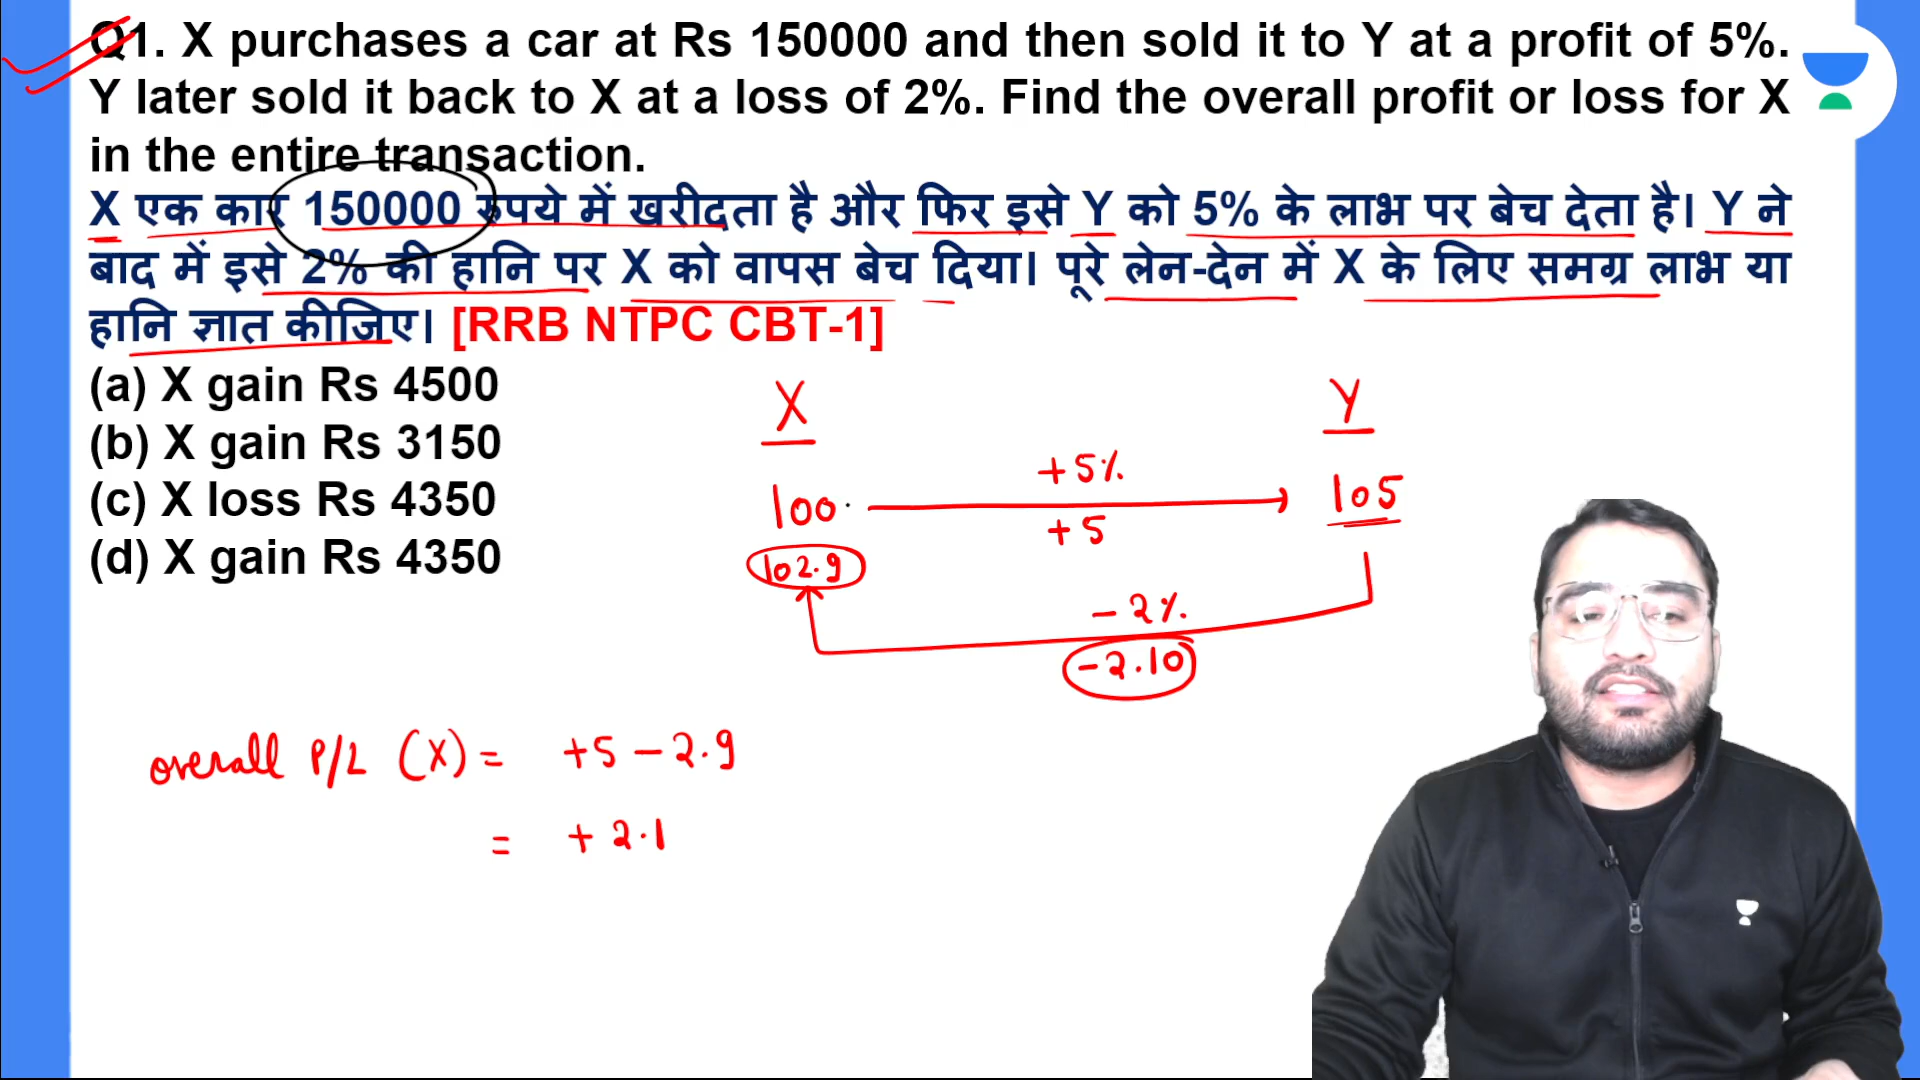 Q1. X purchases a car at Rs 150000 and then sold it to Y at a profit of 5%.
Y later sold it back to X at a loss of 2%. Find the overall profit or loss for X
in the entire transaction.
X एक कार 150000 रुपये में खरीदता है और फिर इसे Y को 5% के लाभ पर बेच देता है। Y ने
बाद में इसे 2% की हानि पर X को वापस बेच दिया। पूरे लेन-देन में X के लिए समग्र लाभ या
हानि ज्ञात कीजिए। [RRB NTPC CBT-1]
(a) X gain Rs 4500
(b) X gain Rs 3150
(c) X loss Rs 4350
(d) X gain Rs 4350
X Y
100 +5% 105
+5
102.9
-2%
-2.10
overall P/L (X) = +5 - 2.9
= +2.1